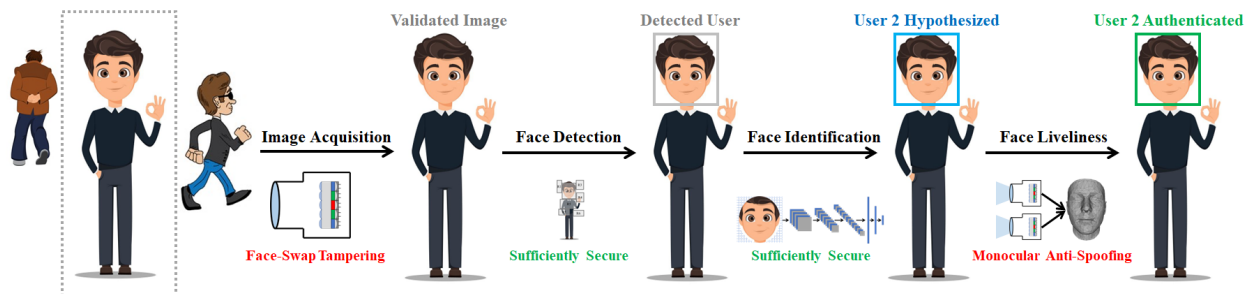 Validated Image
Detected User
User 2 Hypothesized
User 2 Authenticated
Image Acquisition
Face Detection
Face Identification
Face Liveliness
Face-Swap Tampering
Sufficiently Secure
Sufficiently Secure
Monocular Anti-Spoofing